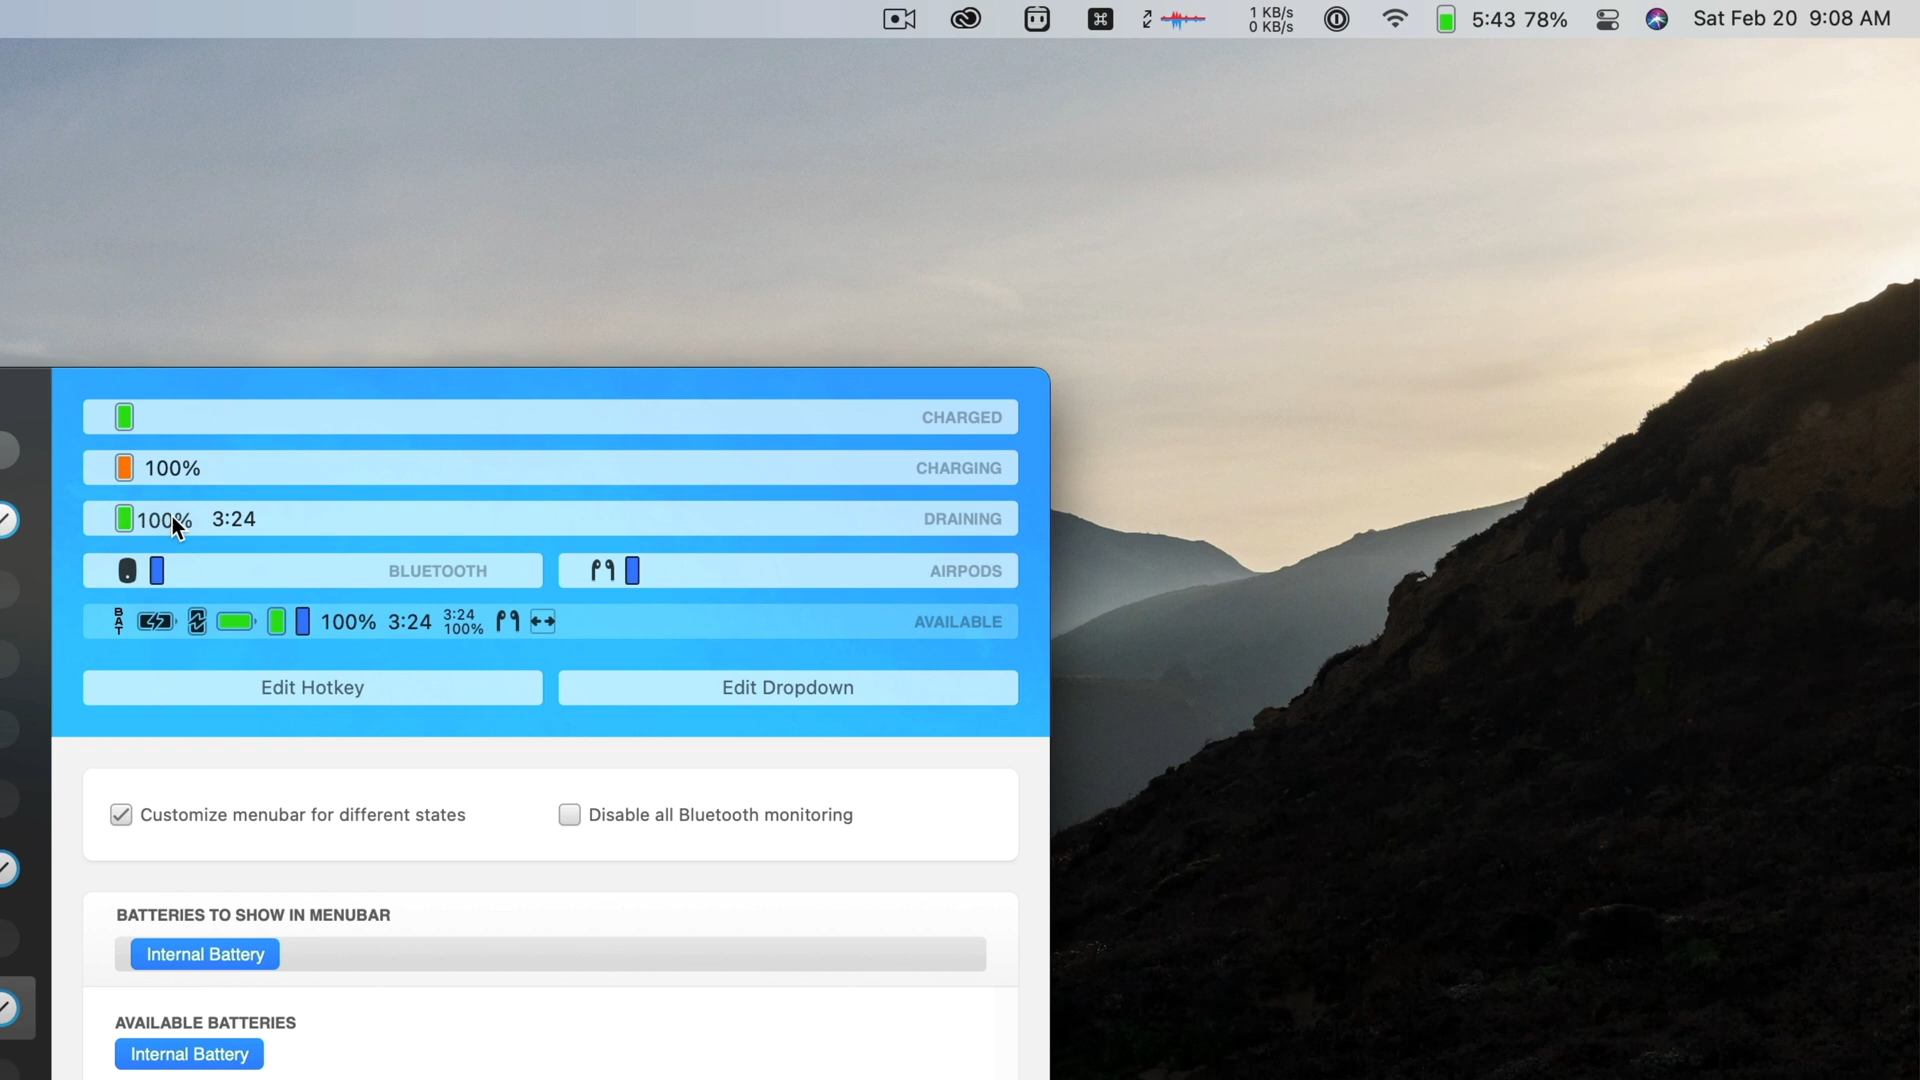 1 KB/s
0 KB/s
5:43 78%
Sat Feb 20 9:08 AM
CHARGED
100%
CHARGING
100% 3:24
DRAINING
BLUETOOTH
AIRPODS
BAT
100% 3:24
3:24
100%
AVAILABLE
Edit Hotkey
Edit Dropdown
Customize menubar for different states
Disable all Bluetooth monitoring
BATTERIES TO SHOW IN MENUBAR
Internal Battery
AVAILABLE BATTERIES
Internal Battery